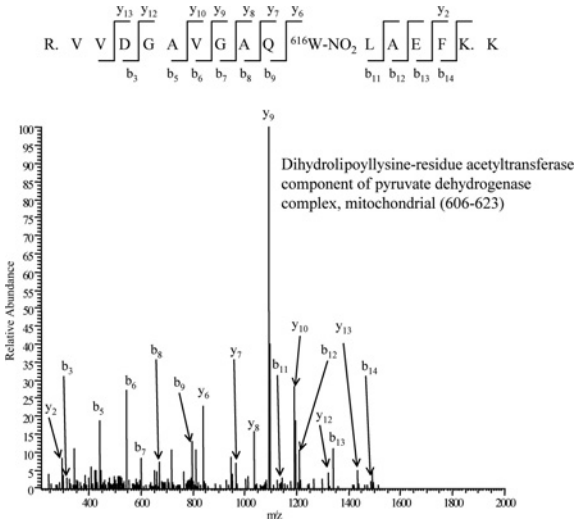 y13 y12 y10 y9 y8 y7 y6 y2
R. V V D G A V G A Q 616W-NO2 L A E F K. K
b3 b5 b6 b7 b8 b9 b11 b12 b13 b14
y9
Dihydrolipoyllysine-residue acetyltransferase
component of pyruvate dehydrogenase
complex, mitochondrial (606-623)
Relative Abundance
100
95
90
85
80
75
70
65
60
55
50
45
40
35
30
25
20
15
10
5
0
y10 y13
b3 b8 y7 b11 b12 b14
b6 b9 y6
y2 b5 y8 y12
b7 b13
400 600 800 1000 1200 1400 1600 1800 2000
m/z